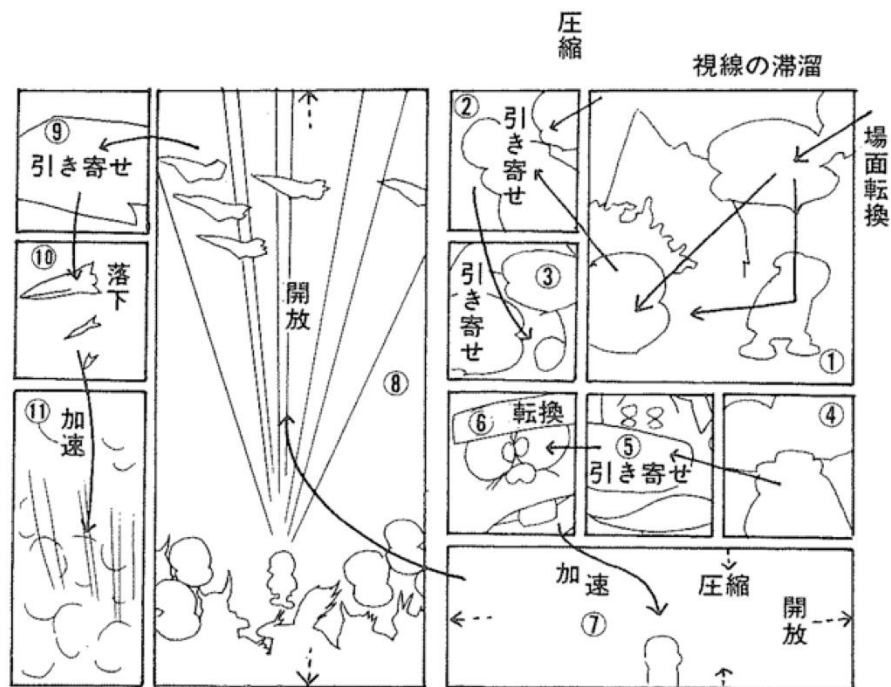 圧縮
視線の滞溜
場面転換
①
②
引き寄せ
③
引き寄せ
④
⑤
引き寄せ
⑥
転換
加速
圧縮
開放
⑦
開放
⑧
⑨
引き寄せ
⑩
落下
⑪
加速